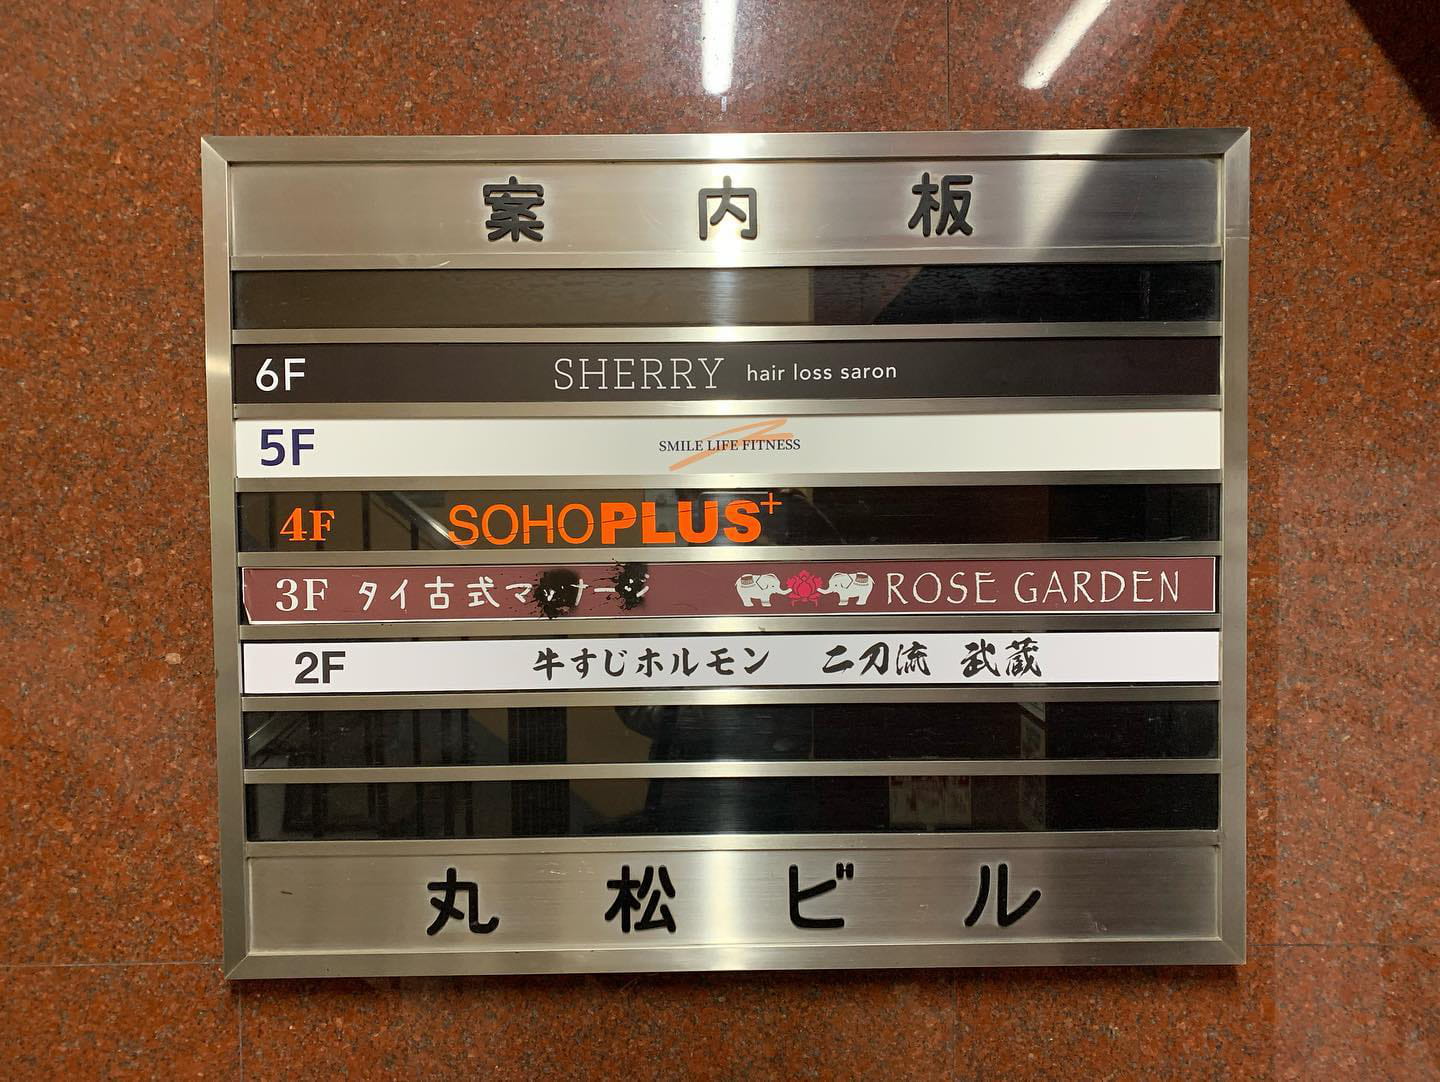 案内板
6F SHERRY hair loss saron
5F SMILE LIFE FITNESS
4F SOHOPLUS+
3F タイ古式マッサージ ROSE GARDEN
2F 牛すじホルモン 二刀流 武蔵
丸松ビル